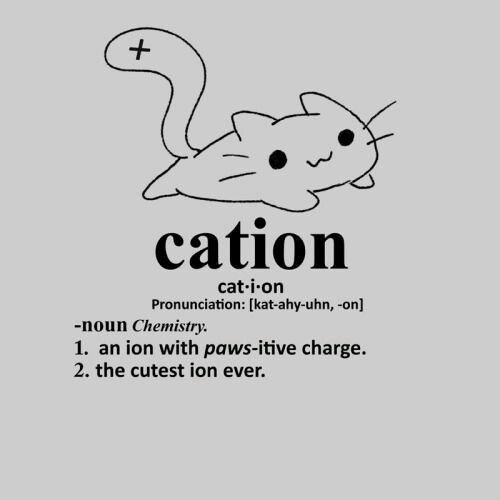 +
cation
cat·i·on
Pronunciation: [kat-ahy-uhn, -on]
-noun Chemistry.
1. an ion with paws-itive charge.
2. the cutest ion ever.